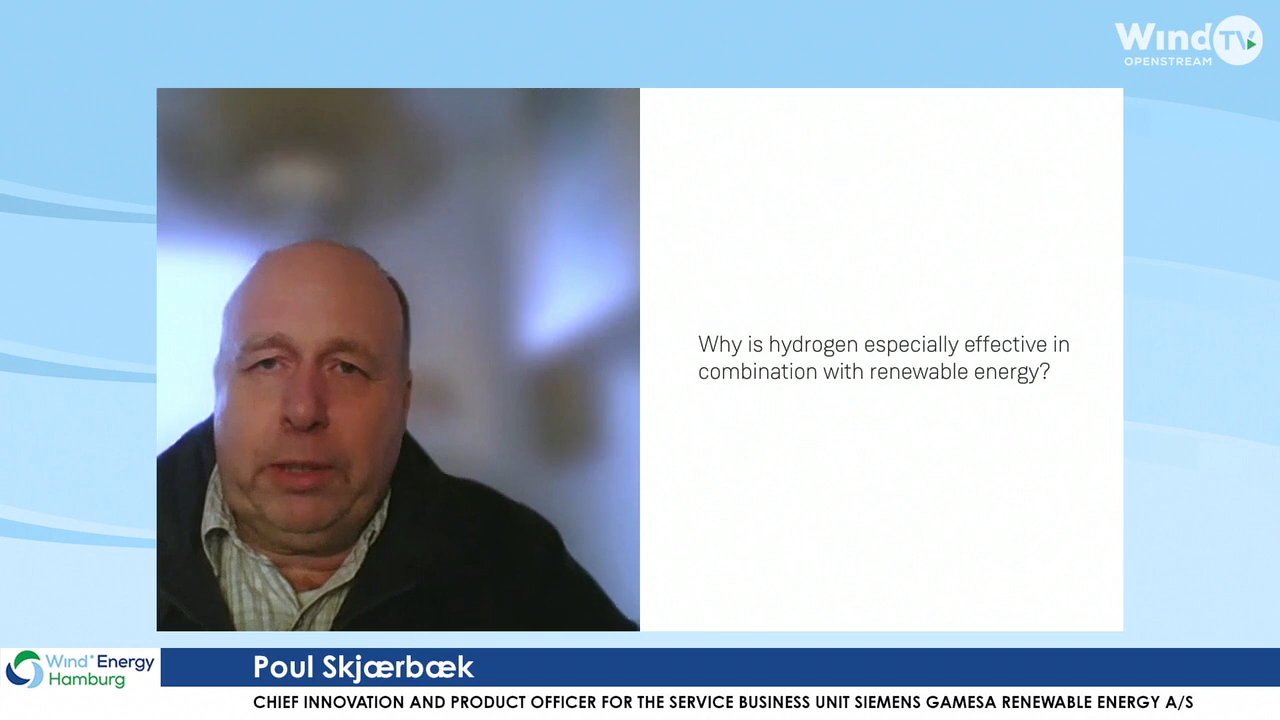 WindTV
OPENSTREAM
Why is hydrogen especially effective in
combination with renewable energy?
Wind Energy
Hamburg
Poul Skjærbæk
CHIEF INNOVATION AND PRODUCT OFFICER FOR THE SERVICE BUSINESS UNIT SIEMENS GAMESA RENEWABLE ENERGY A/S